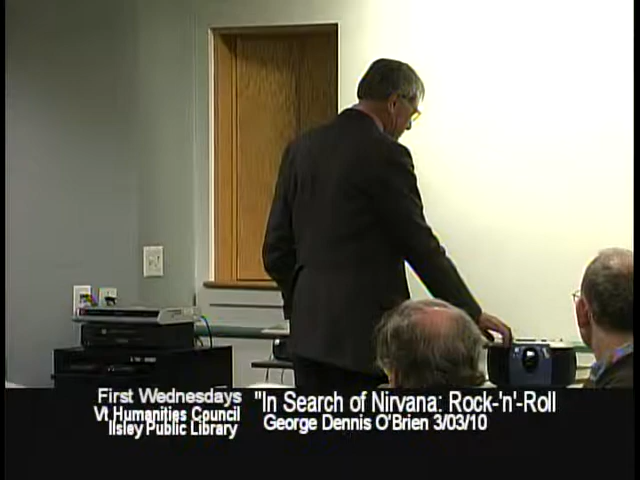 First Wednesdays
Vt Humanities Council
Ilsley Public Library
"In Search of Nirvana: Rock-'n'-Roll
George Dennis O'Brien 3/03/10